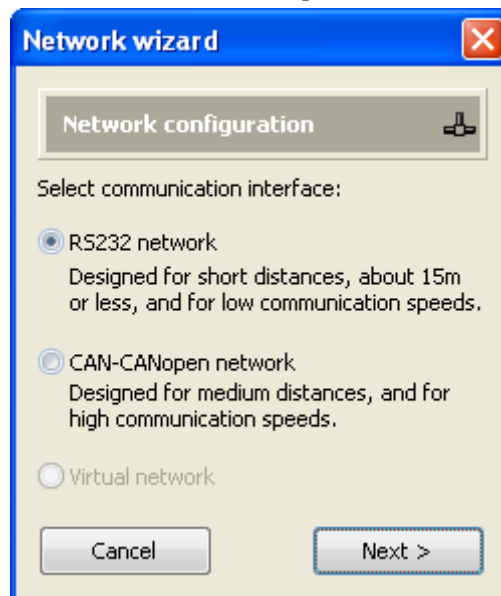 Network wizard
Network configuration
Select communication interface:
RS232 network
Designed for short distances, about 15m
or less, and for low communication speeds.
CAN-CANopen network
Designed for medium distances, and for
high communication speeds.
Virtual network
Cancel
Next >